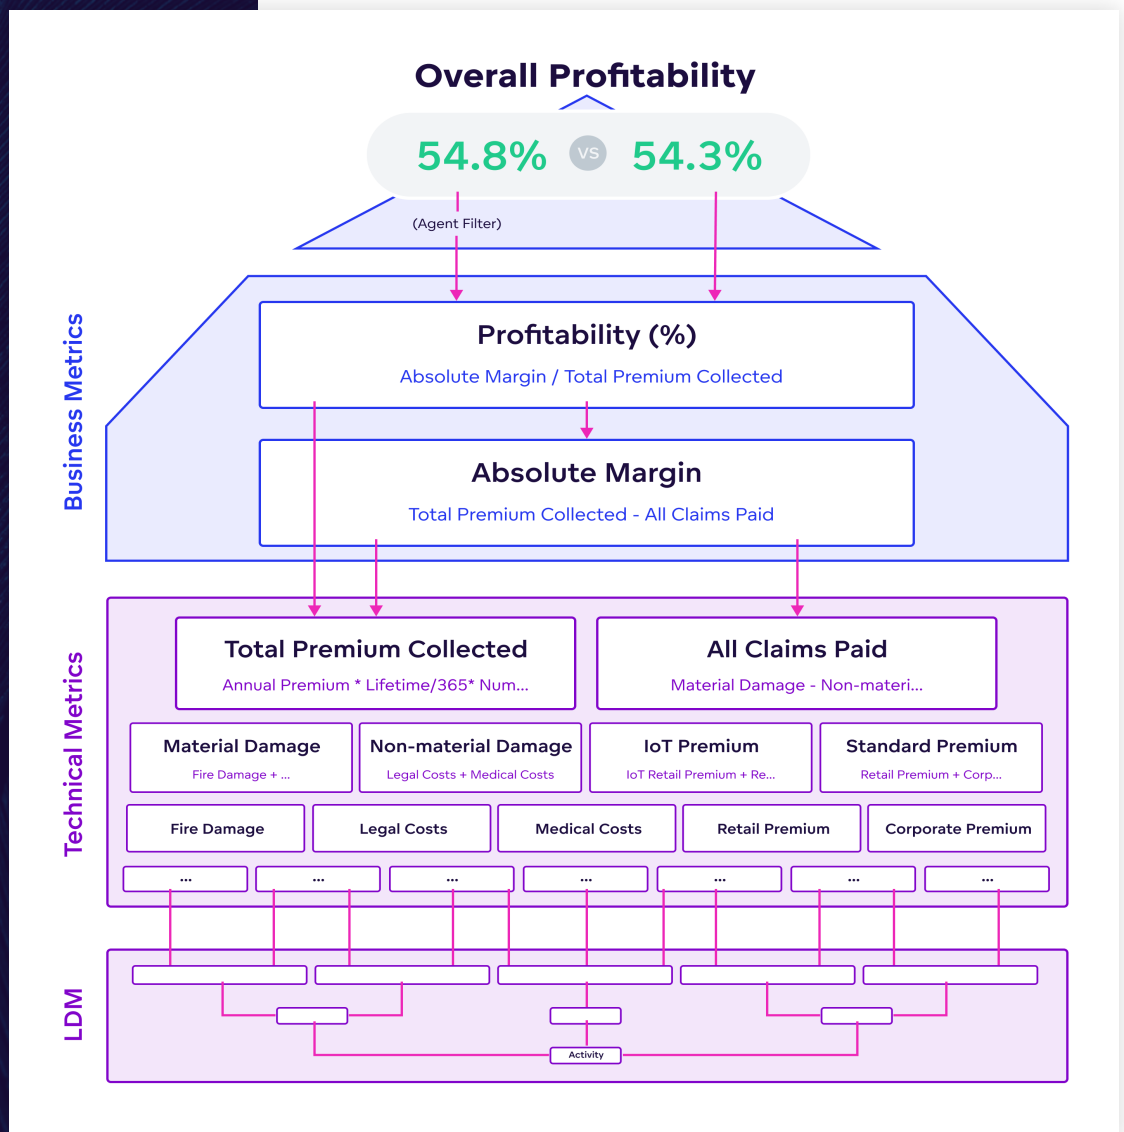 Overall Profitability
54.8% VS 54.3%
(Agent Filter)
Business Metrics
Profitability (%)
Absolute Margin / Total Premium Collected
Absolute Margin
Total Premium Collected - All Claims Paid
Technical Metrics
Total Premium Collected
Annual Premium * Lifetime/365* Num...
All Claims Paid
Material Damage - Non-materi...
Material Damage
Fire Damage + ...
Non-material Damage
Legal Costs + Medical Costs
IoT Premium
IoT Retail Premium + Re...
Standard Premium
Retail Premium + Corp...
Fire Damage
Legal Costs
Medical Costs
Retail Premium
Corporate Premium
... ... ... ... ... ... ...
LDM
Activity